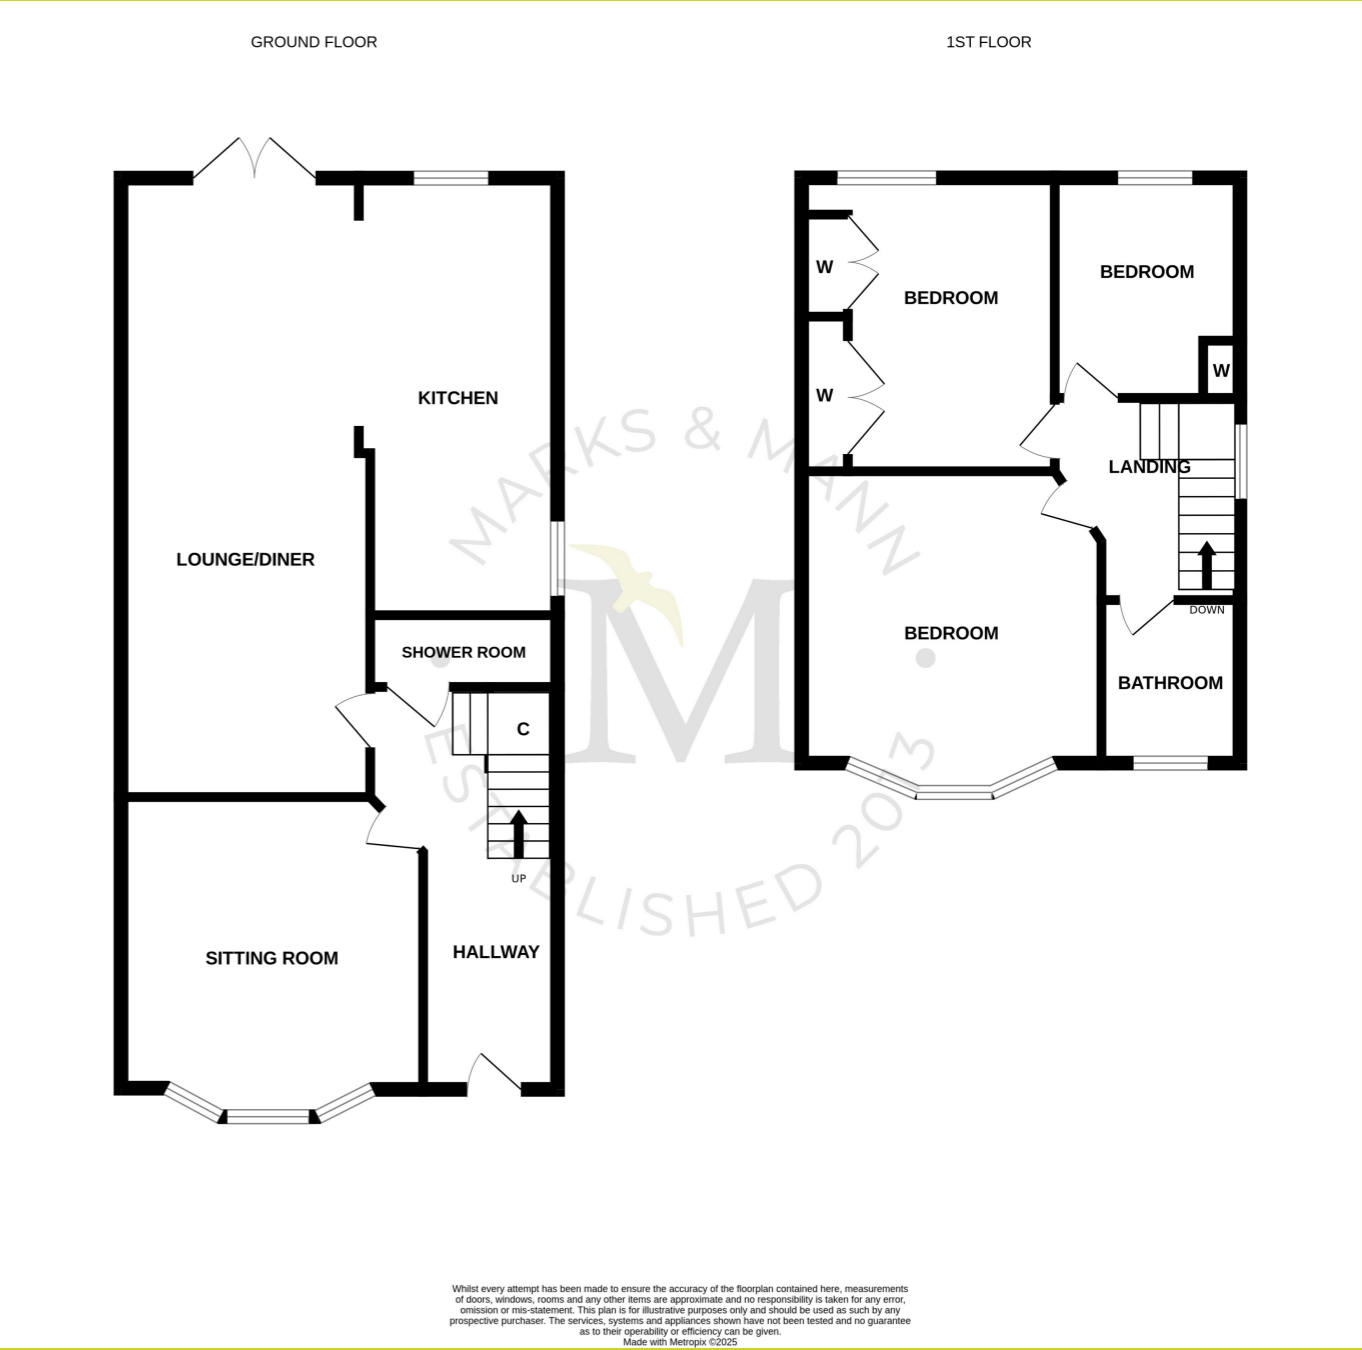 GROUND FLOOR
1ST FLOOR
W
BEDROOM
BEDROOM
W
W
KITCHEN
LANDING
LOUNGE/DINER
DOWN
BEDROOM
SHOWER ROOM
BATHROOM
C
UP
HALLWAY
SITTING ROOM
MARKS & MANN
M
ESTABLISHED 2013
Whilst every attempt has been made to ensure the accuracy of the floorplan contained here, measurements
of doors, windows, rooms and any other items are approximate and no responsibility is taken for any error,
omission or mis-statement. This plan is for illustrative purposes only and should be used as such by any
prospective purchaser. The services, systems and appliances shown have not been tested and no guarantee
as to their operability or efficiency can be given.
Made with Metropix ©2025